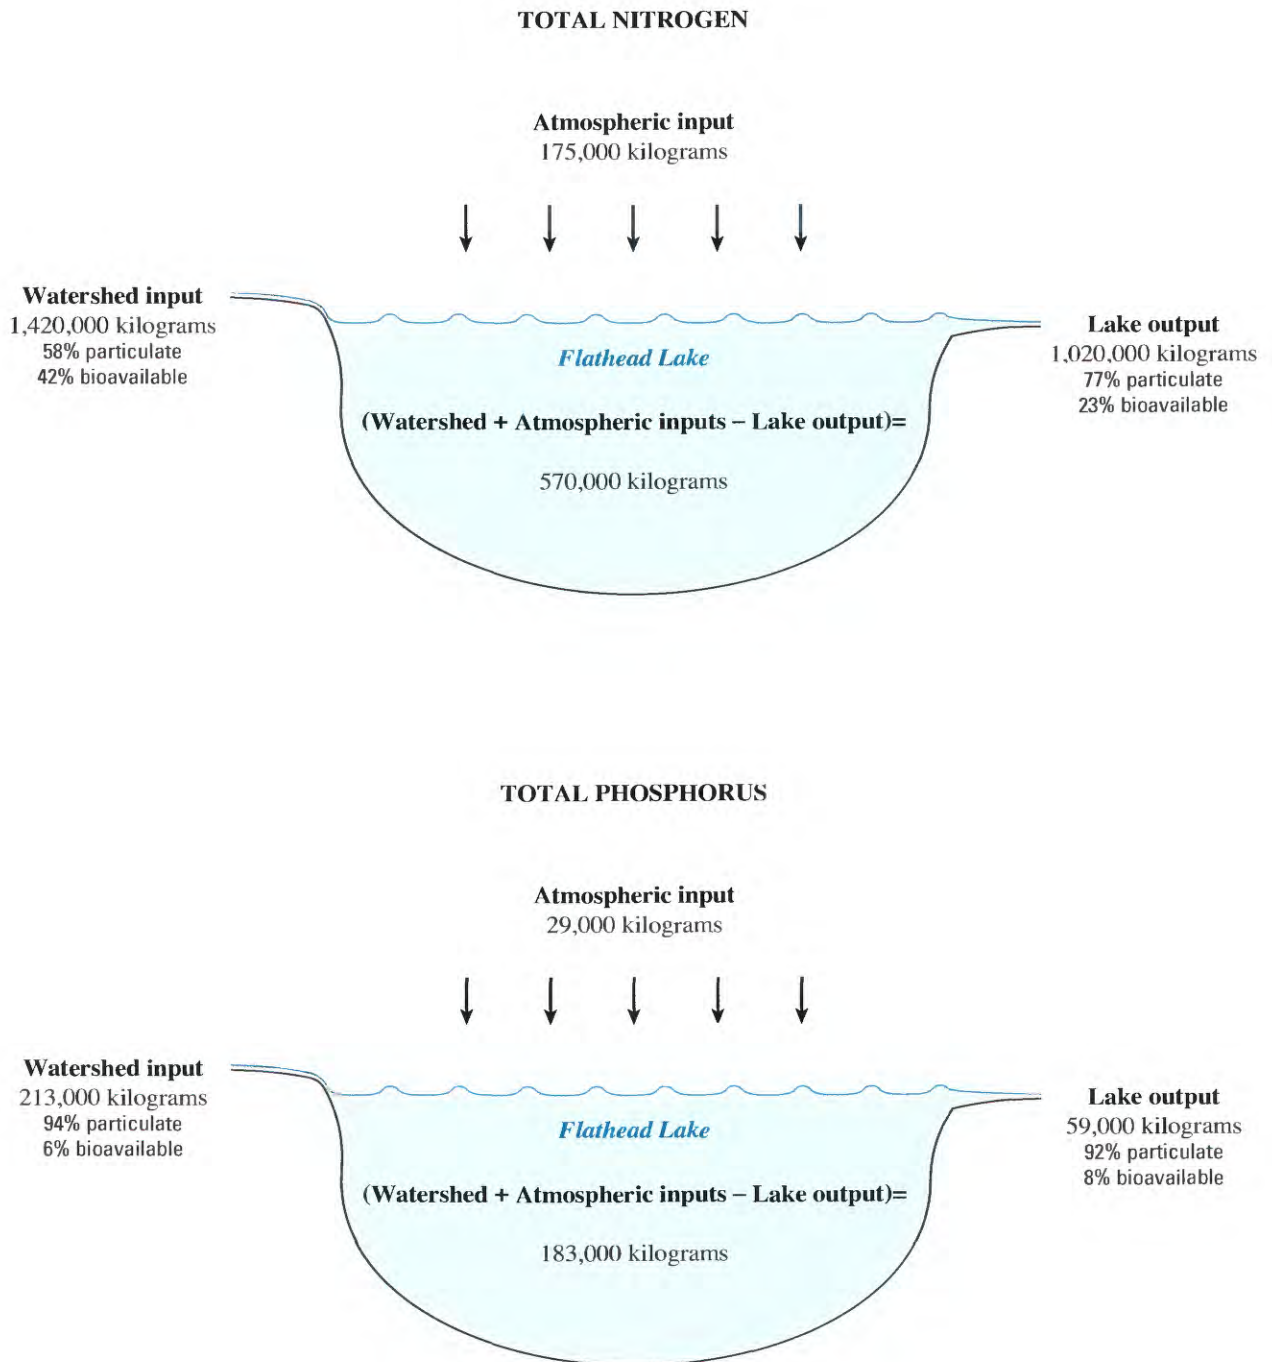 TOTAL NITROGEN
Atmospheric input
175,000 kilograms
Watershed input
1,420,000 kilograms
58% particulate
42% bioavailable
Lake output
1,020,000 kilograms
77% particulate
23% bioavailable
Flathead Lake
(Watershed + Atmospheric inputs – Lake output)=
570,000 kilograms
TOTAL PHOSPHORUS
Atmospheric input
29,000 kilograms
Watershed input
213,000 kilograms
94% particulate
6% bioavailable
Lake output
59,000 kilograms
92% particulate
8% bioavailable
Flathead Lake
(Watershed + Atmospheric inputs – Lake output)=
183,000 kilograms